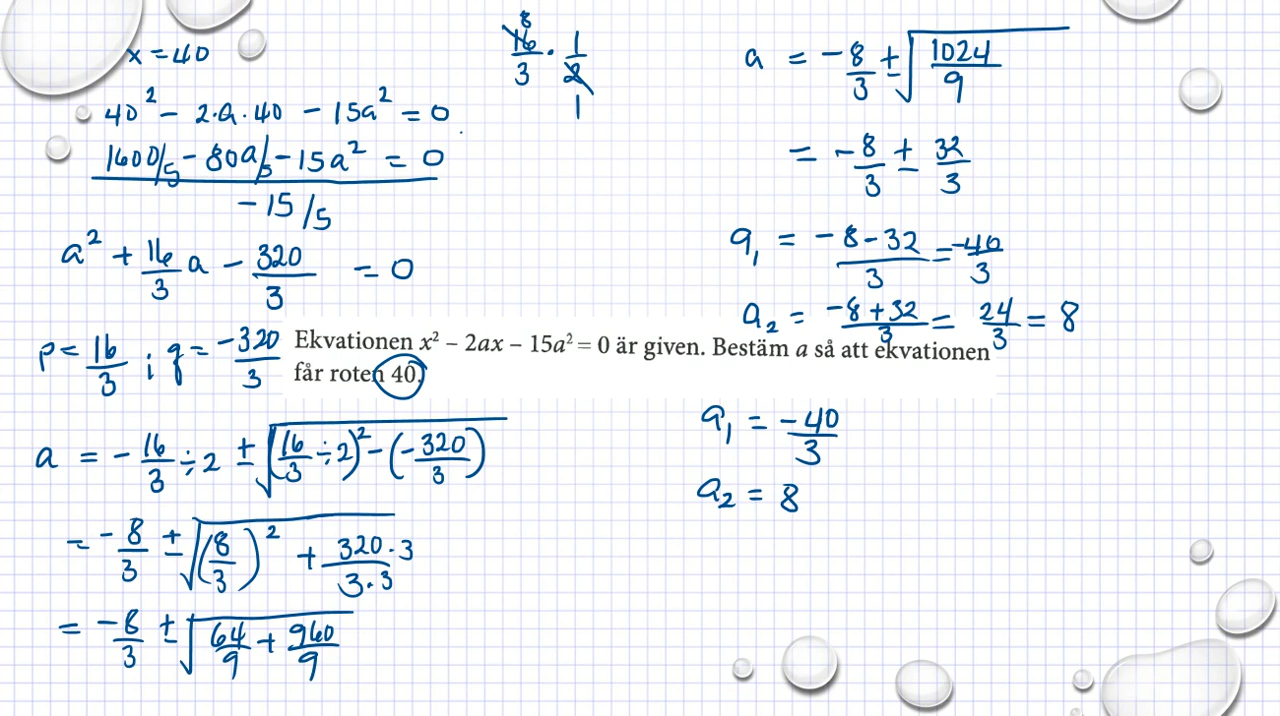 x = 40
40² - 2·a·40 - 15a² = 0
1600/5 - 80a/5 - 15a² = 0
-15/5
a² + 16/3 a - 320/3 = 0
p = 16/3 ; q = -320/3
Ekvationen x² – 2ax – 15a² = 0 är given. Bestäm a så att ekvationen
får roten 40.
a = - 16/3 ÷ 2 ± √((16/3 ÷ 2)² - (-320/3))
= -8/3 ± √((8/3)² + 320·3/3·3)
= -8/3 ± √(64/9 + 960/9)
8
16/3 · 1/2
1
a = -8/3 ± √(1024/9)
= -8/3 ± 32/3
a₁ = -8-32/3 = -40/3
a₂ = -8+32/3 = 24/3 = 8
a₁ = -40/3
a₂ = 8